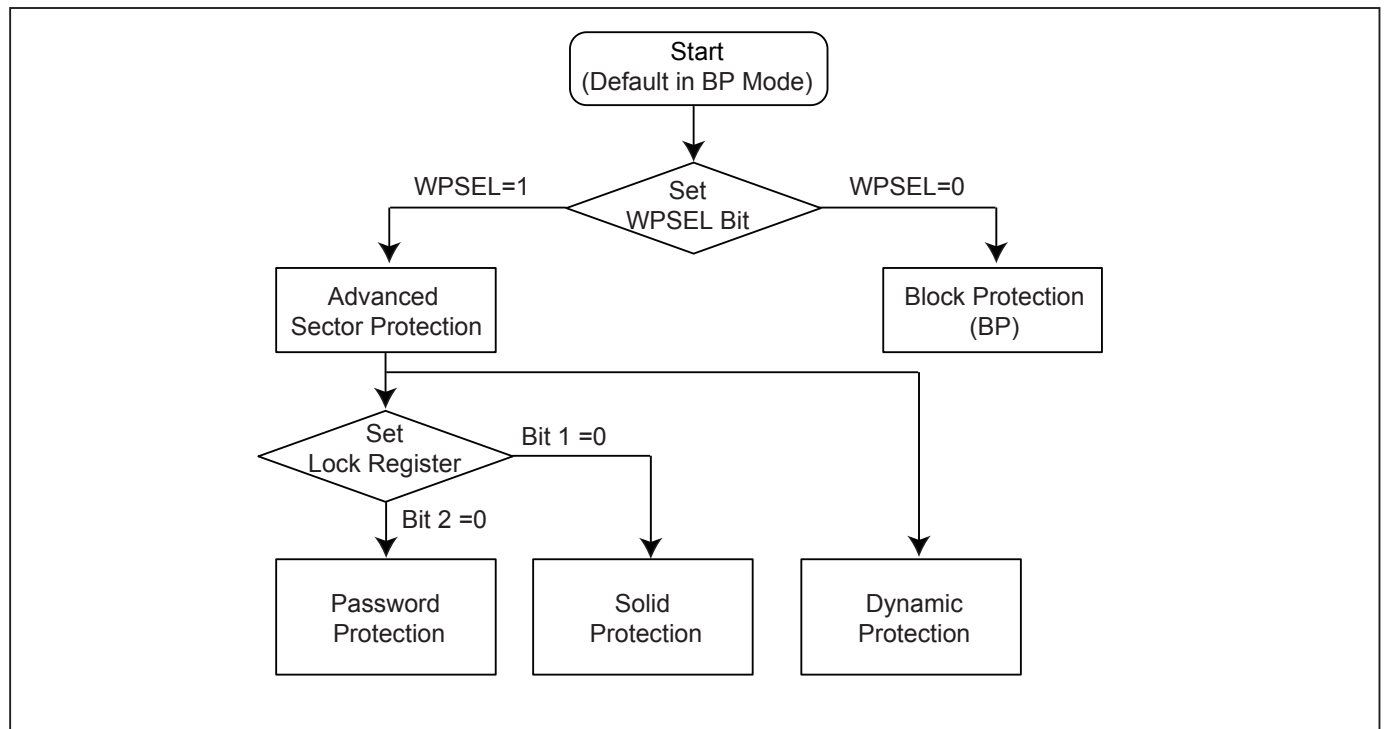 Start
(Default in BP Mode)
WPSEL=1
Set
WPSEL Bit
WPSEL=0
Advanced
Sector Protection
Block Protection
(BP)
Set
Lock Register
Bit 1 =0
Bit 2 =0
Password
Protection
Solid
Protection
Dynamic
Protection